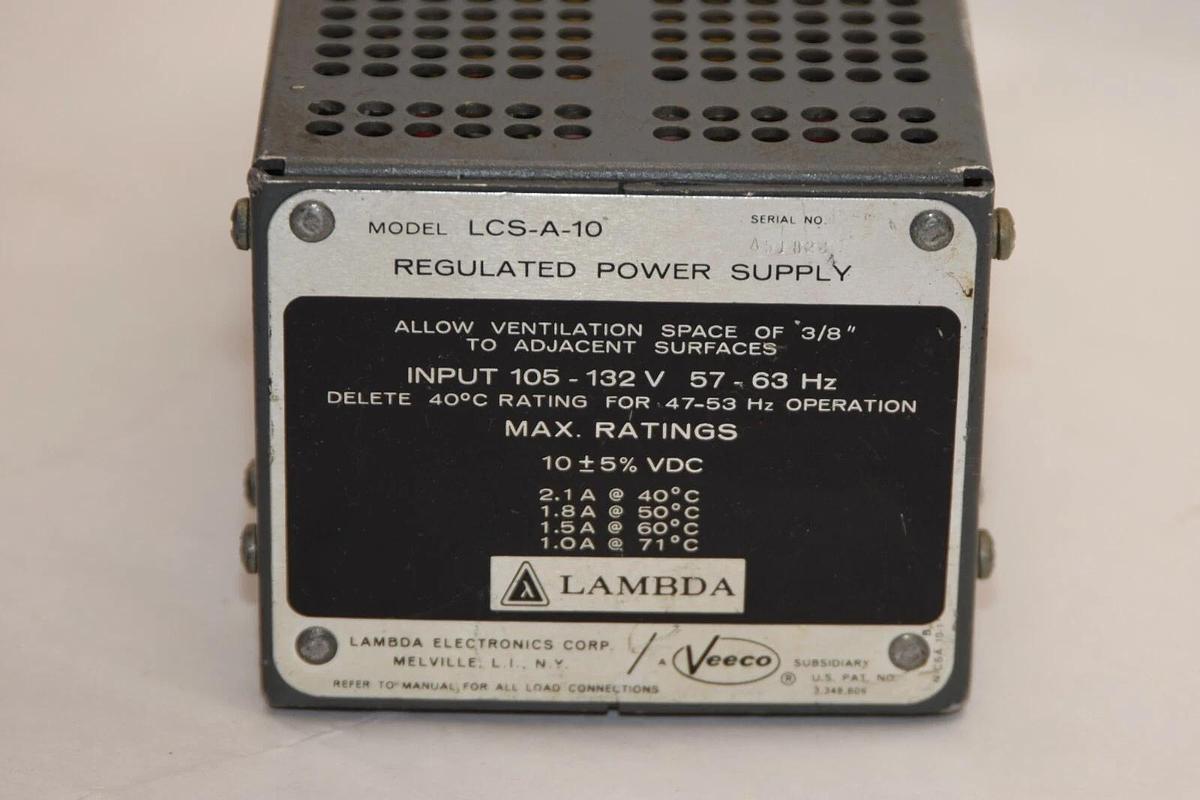 MODEL LCS-A-10
SERIAL NO.
REGULATED POWER SUPPLY
ALLOW VENTILATION SPACE OF 3/8"
TO ADJACENT SURFACES
INPUT 105 - 132 V 57 - 63 Hz
DELETE 40°C RATING FOR 47-53 Hz OPERATION
MAX. RATINGS
10 ± 5% VDC
2.1 A @ 40°C
1.8 A @ 50°C
1.5 A @ 60°C
1.0 A @ 71°C
λ LAMBDA
LAMBDA ELECTRONICS CORP.
MELVILLE, L.I., N.Y.
/ A Veeco ® SUBSIDIARY
U.S. PAT. NO.
3,348,806
REFER TO MANUAL FOR ALL LOAD CONNECTIONS